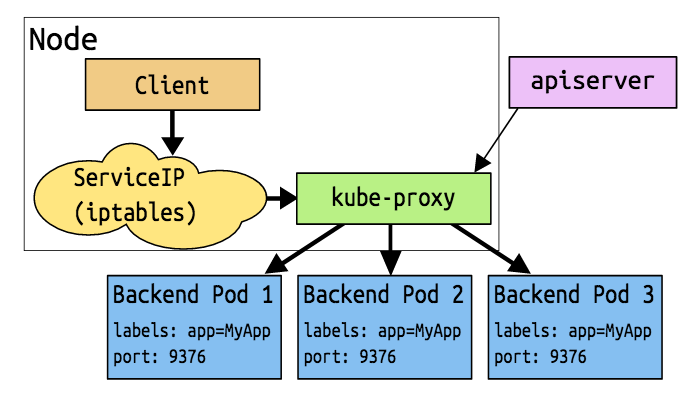 Node
Client
apiserver
ServiceIP
(iptables)
kube-proxy
Backend Pod 1
labels: app=MyApp
port: 9376
Backend Pod 2
labels: app=MyApp
port: 9376
Backend Pod 3
labels: app=MyApp
port: 9376